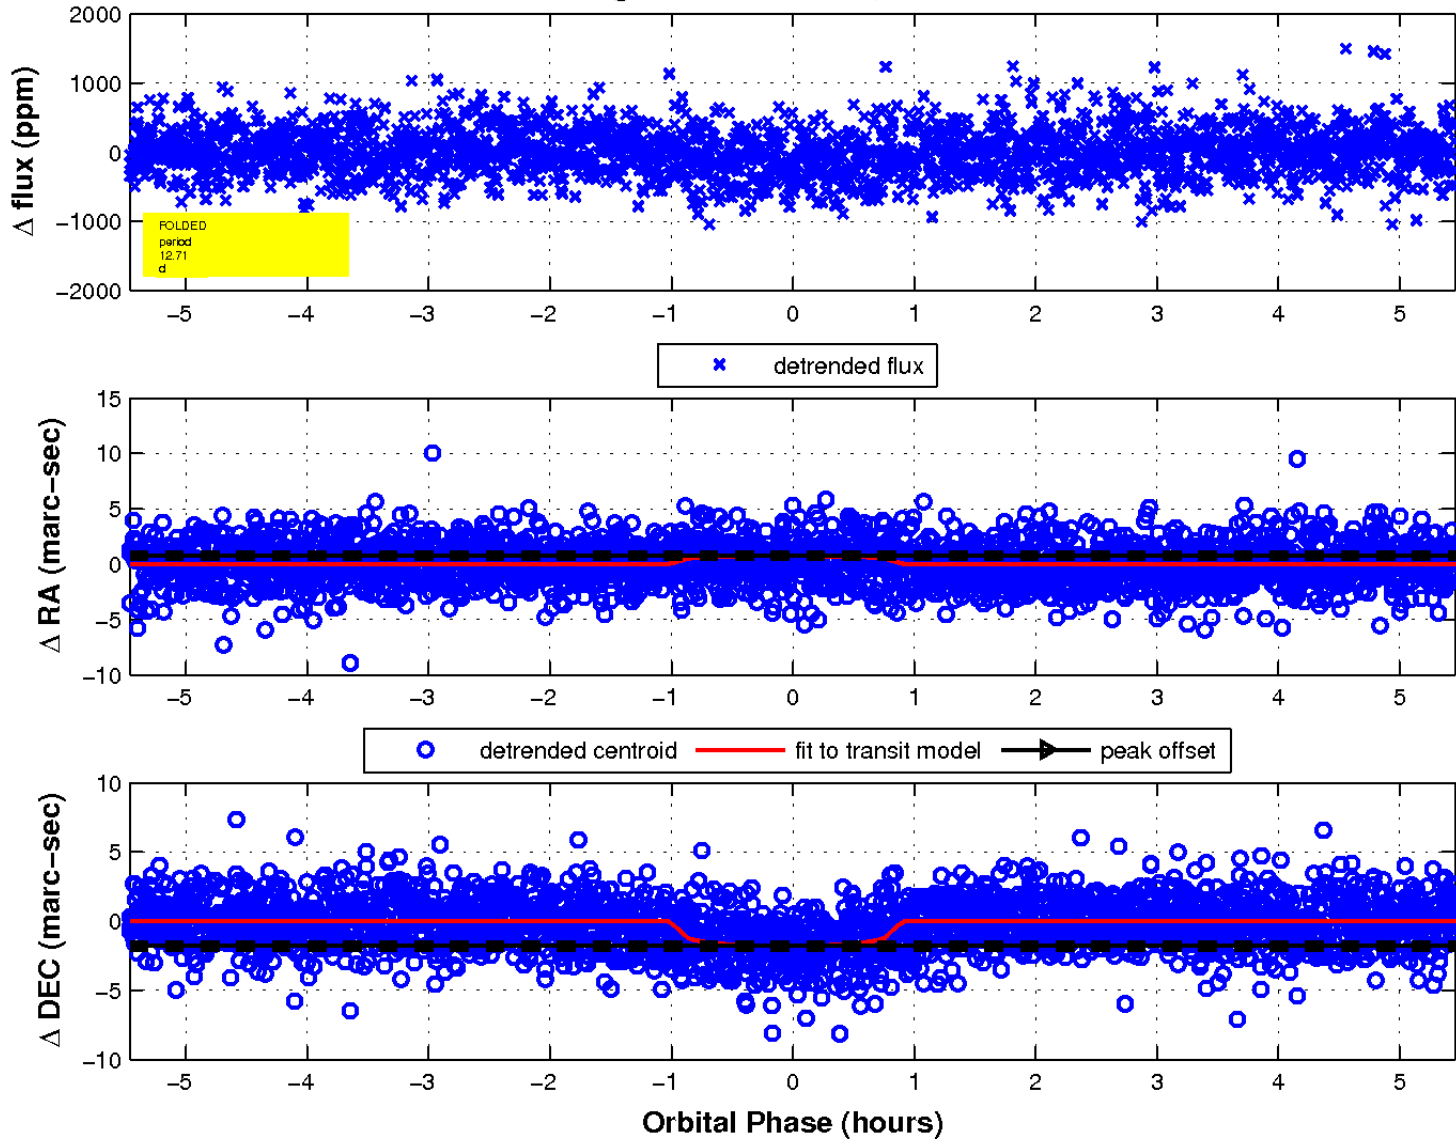 2000
1000
0
−1000
−2000
Δ flux (ppm)
FOLDED
period
12.71
d
−5 −4 −3 −2 −1 0 1 2 3 4 5
detrended flux
15
10
5
0
−5
−10
Δ RA (marc−sec)
−5 −4 −3 −2 −1 0 1 2 3 4 5
detrended centroid fit to transit model peak offset
10
5
0
−5
−10
Δ DEC (marc−sec)
−5 −4 −3 −2 −1 0 1 2 3 4 5
Orbital Phase (hours)